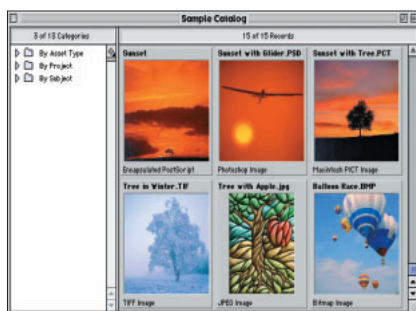 Sample Catalog
3 of 13 Categories
15 of 15 Records
By Asset Type
By Project
By Subject
Sunset
Sunset with Glider.PSD
Sunset with Tree.PCT
Encapsulated PostScript
Photoshop Image
Macintosh PICT Image
Tree in Winter.TIF
Tree with Apple.jpg
Balloon Race.BMP
TIFF Image
JPEG Image
Bitmap Image